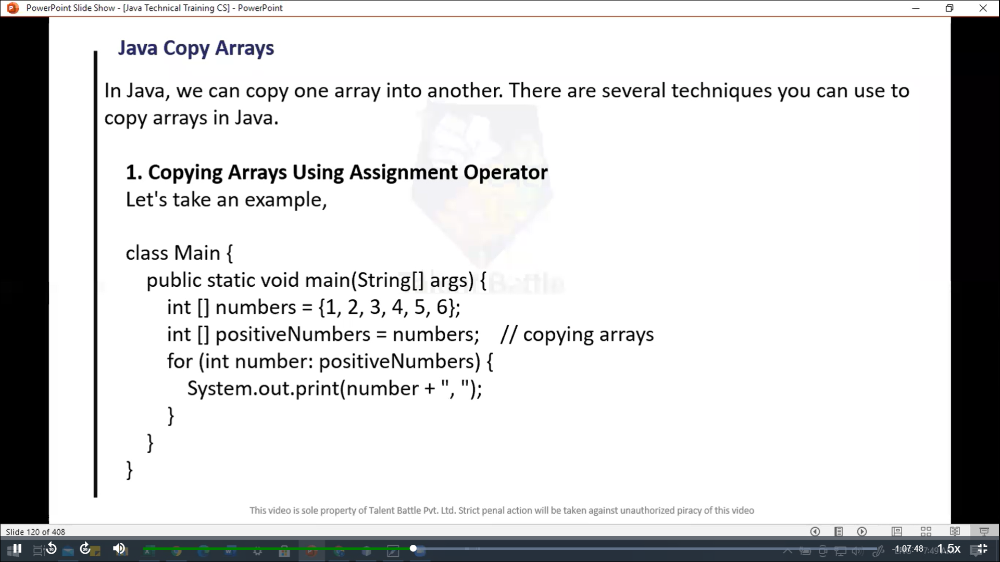 PowerPoint Slide Show - [Java Technical Training CS] - PowerPoint
Java Copy Arrays
In Java, we can copy one array into another. There are several techniques you can use to
copy arrays in Java.
1. Copying Arrays Using Assignment Operator
Let's take an example,
class Main {
public static void main(String[] args) {
int [] numbers = {1, 2, 3, 4, 5, 6};
int [] positiveNumbers = numbers;    // copying arrays
for (int number: positiveNumbers) {
System.out.print(number + ", ");
}
}
}
This video is sole property of Talent Battle Pvt. Ltd. Strict penal action will be taken against unauthorized piracy of this video
Slide 120 of 408
10
30
-1:07:48
1.5x